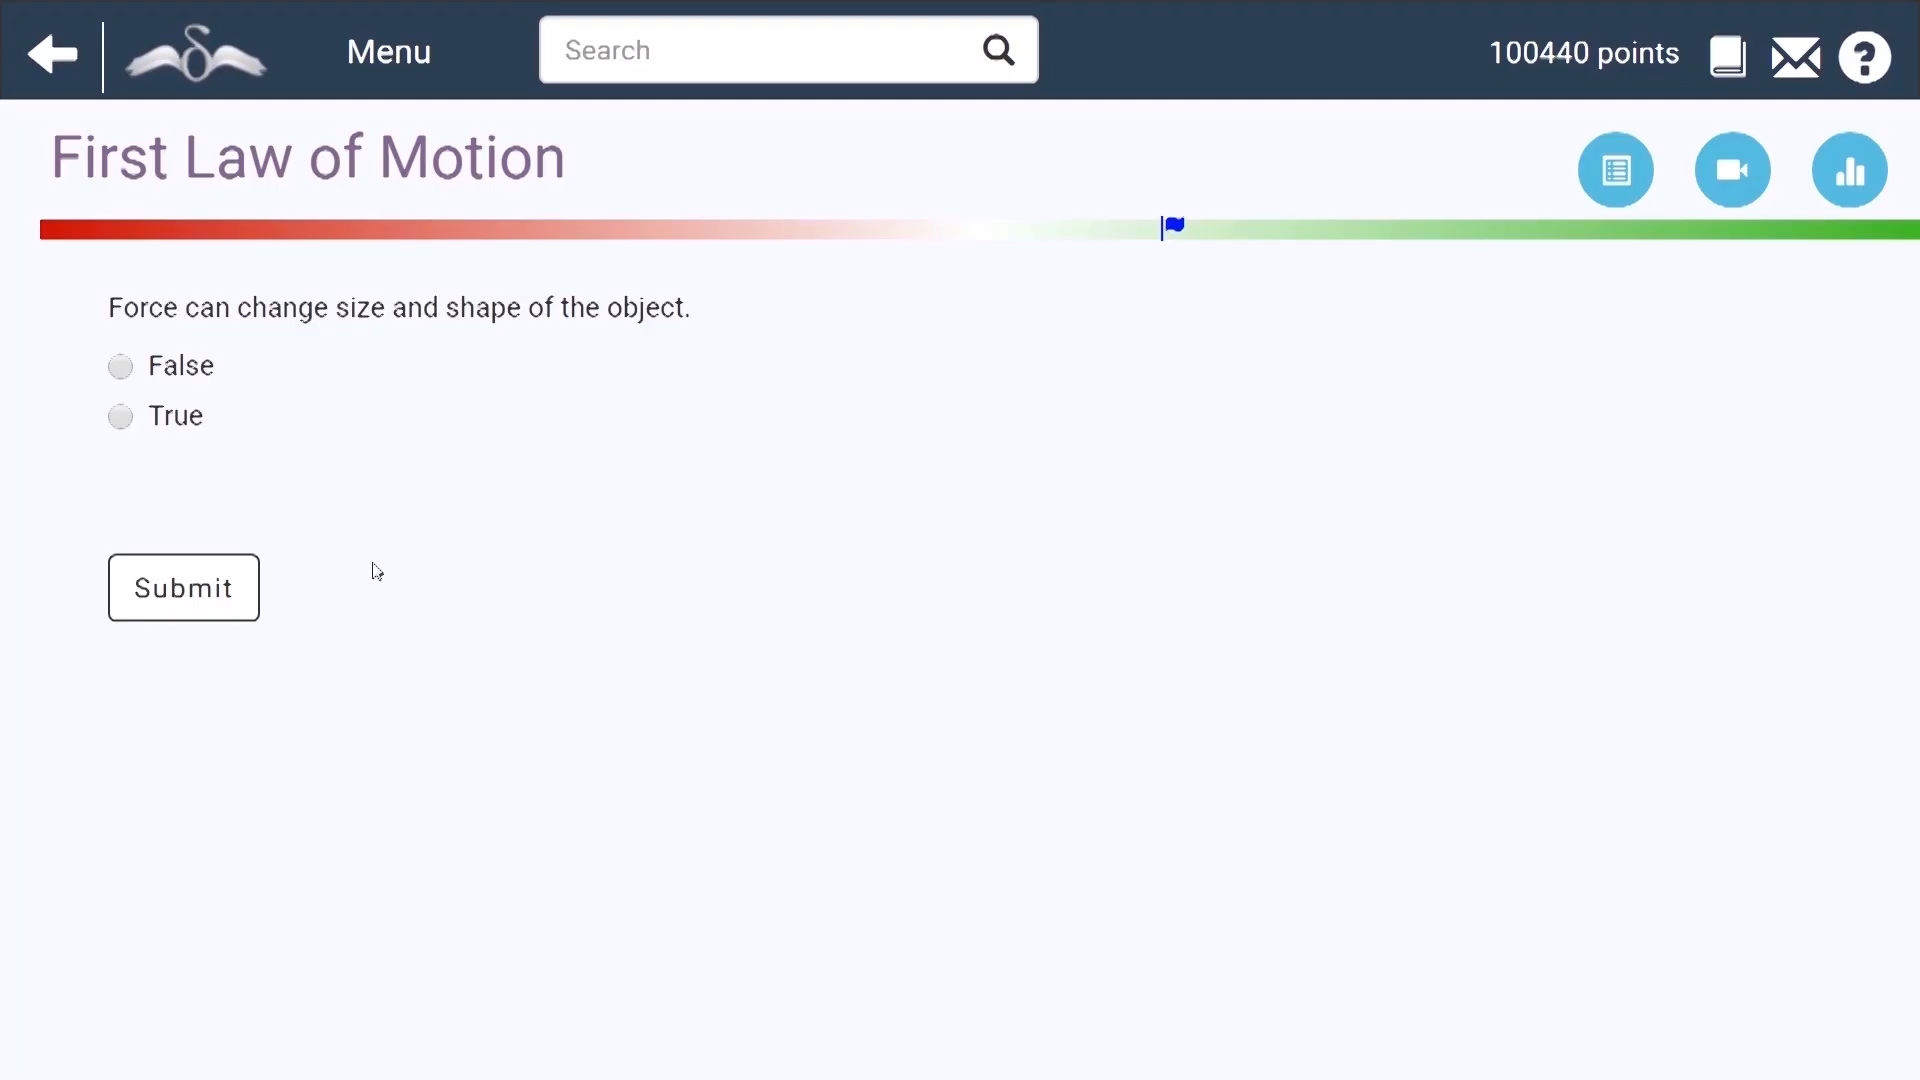 Menu
Search
100440 points
?
First Law of Motion
Force can change size and shape of the object.
False
True
Submit